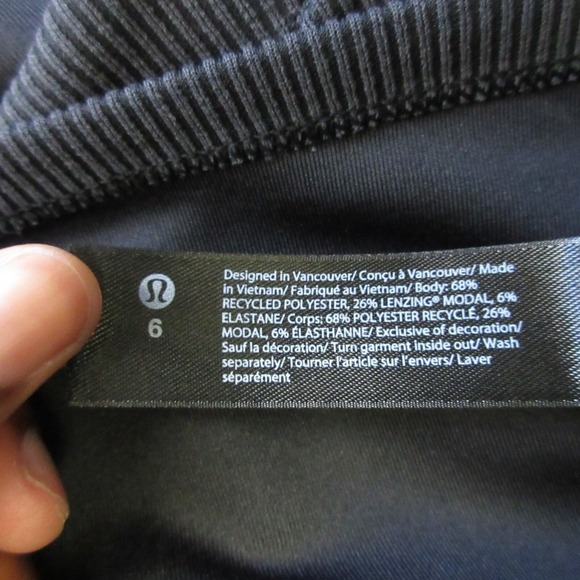 6
Designed in Vancouver/ Conçu à Vancouver/ Made
in Vietnam/ Fabriqué au Vietnam/ Body: 68%
RECYCLED POLYESTER, 26% LENZING® MODAL, 6%
ELASTANE/ Corps: 68% POLYESTER RECYCLÉ, 26%
MODAL, 6% ÉLASTHANNE/ Exclusive of decoration/
Sauf la décoration/ Turn garment inside out/ Wash
separately/ Tourner l'article sur l'envers/ Laver
séparément